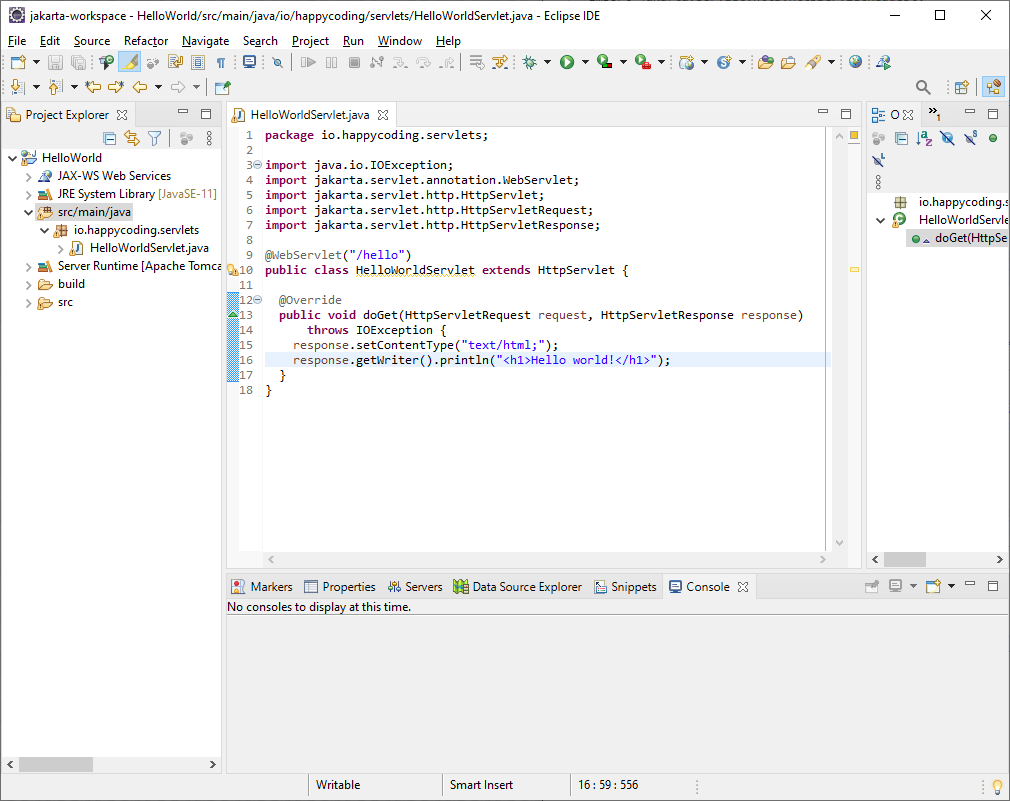 jakarta-workspace - HelloWorld/src/main/java/io/happycoding/servlets/HelloWorldServlet.java - Eclipse IDE
File Edit Source Refactor Navigate Search Project Run Window Help
Project Explorer
HelloWorld
JAX-WS Web Services
JRE System Library [JavaSE-11]
src/main/java
io.happycoding.servlets
HelloWorldServlet.java
Server Runtime [Apache Tomca
build
src
HelloWorldServlet.java
1 package io.happycoding.servlets;
2
3 import java.io.IOException;
4 import jakarta.servlet.annotation.WebServlet;
5 import jakarta.servlet.http.HttpServlet;
6 import jakarta.servlet.http.HttpServletRequest;
7 import jakarta.servlet.http.HttpServletResponse;
8
9 @WebServlet("/hello")
10 public class HelloWorldServlet extends HttpServlet {
11
12 @Override
13 public void doGet(HttpServletRequest request, HttpServletResponse response)
14 throws IOException {
15 response.setContentType("text/html;");
16 response.getWriter().println("<h1>Hello world!</h1>");
17 }
18 }
O
1
io.happycoding.s
HelloWorldServle
doGet(HttpSe
Markers Properties Servers Data Source Explorer Snippets Console
No consoles to display at this time.
Writable Smart Insert 16 : 59 : 556